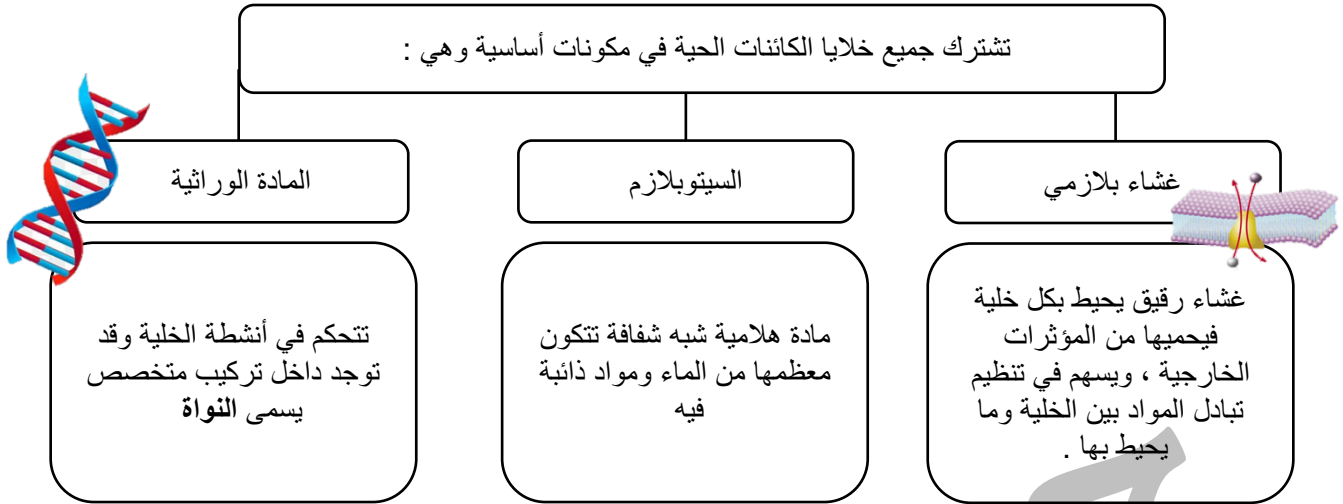 تشترك جميع خلايا الكائنات الحية في مكونات أساسية وهي :
غشاء بلازمي
السيتوبلازم
المادة الوراثية
غشاء رقيق يحيط بكل خلية
فيحميها من المؤثرات
الخارجية ، ويسهم في تنظيم
تبادل المواد بين الخلية وما
يحيط بها .
مادة هلامية شبه شفافة تتكون
معظمها من الماء ومواد ذائبة
فيه
تتحكم في أنشطة الخلية وقد
توجد داخل تركيب متخصص
يسمى النواة